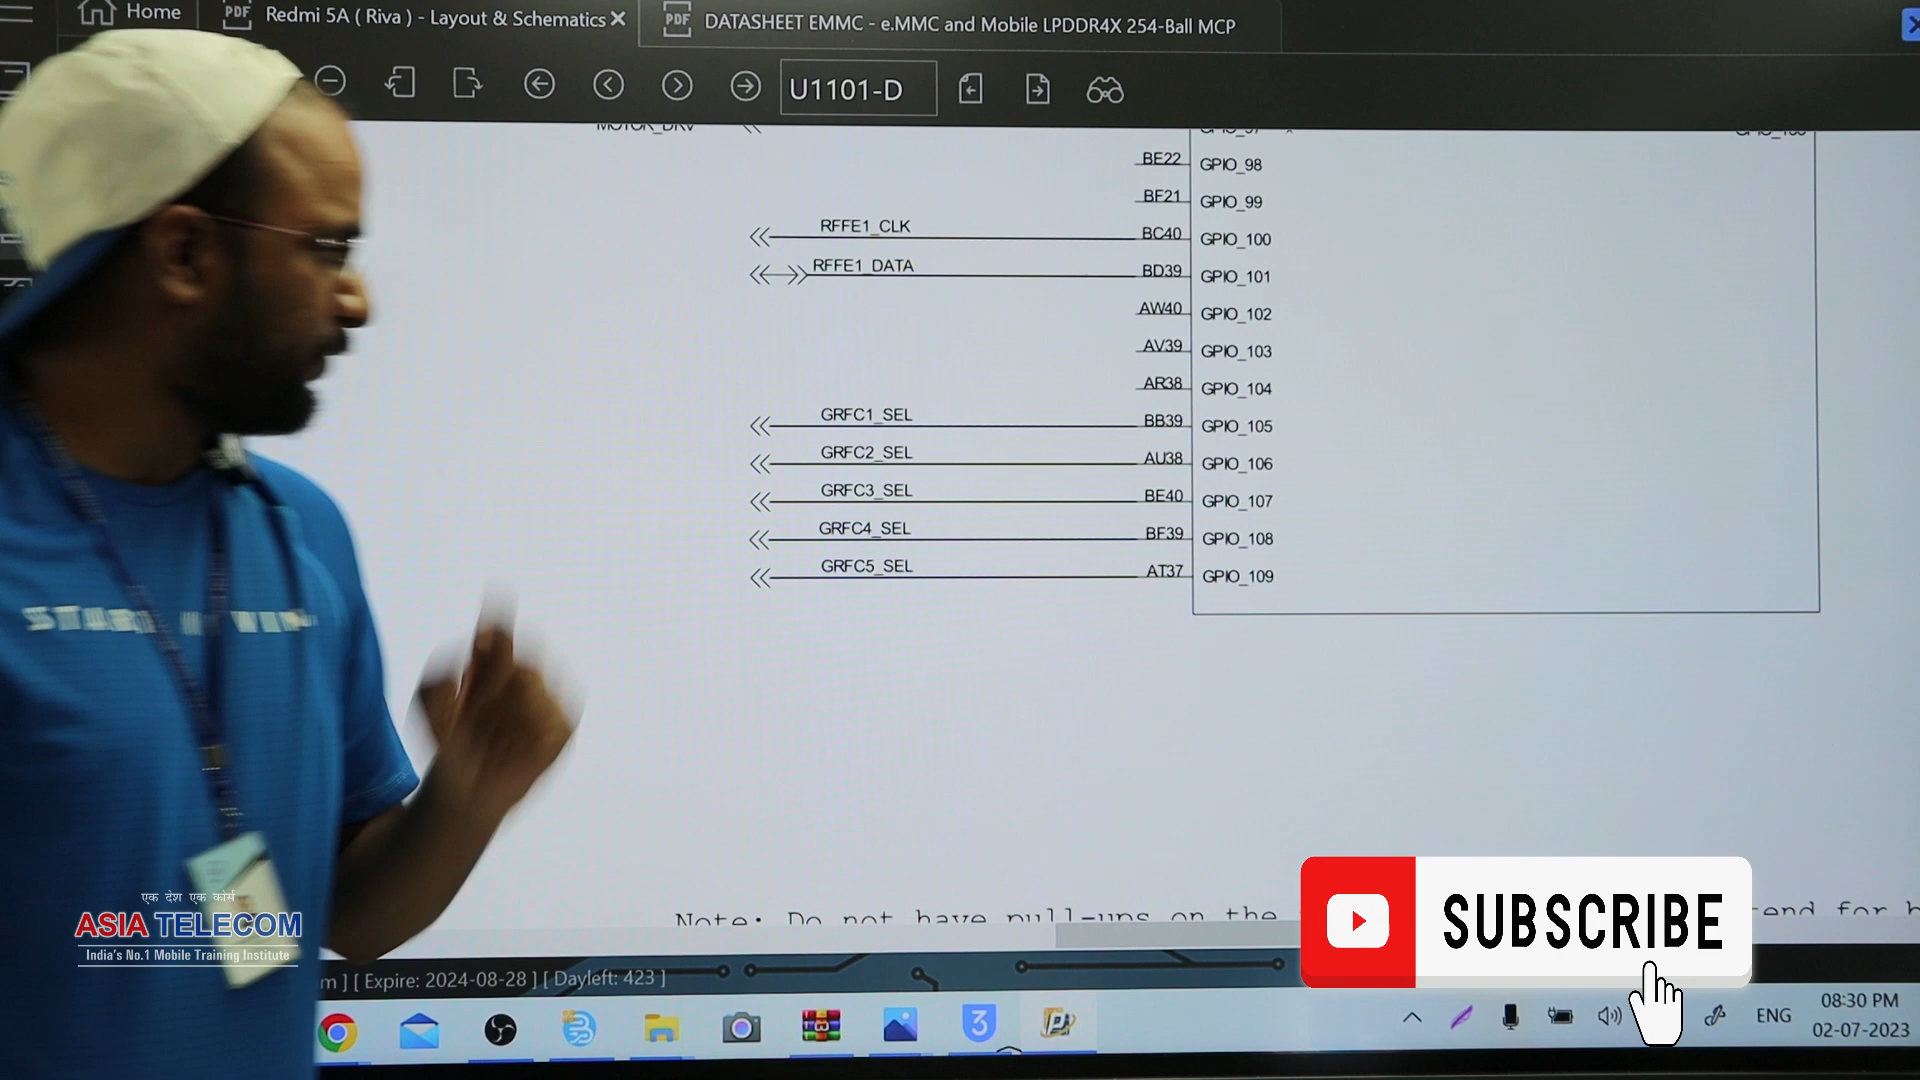 Home
Redmi 5A ( Riva ) - Layout & Schematics
DATASHEET EMMC - e.MMC and Mobile LPDDR4X 254-Ball MCP
U1101-D
MOTOR_DRV
BE22 GPIO_98
BF21 GPIO_99
RFFE1_CLK BC40 GPIO_100
RFFE1_DATA BD39 GPIO_101
AW40 GPIO_102
AV39 GPIO_103
AR38 GPIO_104
GRFC1_SEL BB39 GPIO_105
GRFC2_SEL AU38 GPIO_106
GRFC3_SEL BE40 GPIO_107
GRFC4_SEL BF39 GPIO_108
GRFC5_SEL AT37 GPIO_109
Note: Do not have pull-ups on the
for
SUBSCRIBE
एक देश एक कोर्स
ASIA TELECOM
India's No.1 Mobile Training Institute
] [ Expire: 2024-08-28 ] [ Dayleft: 423 ]
3
ENG
08:30 PM
02-07-2023